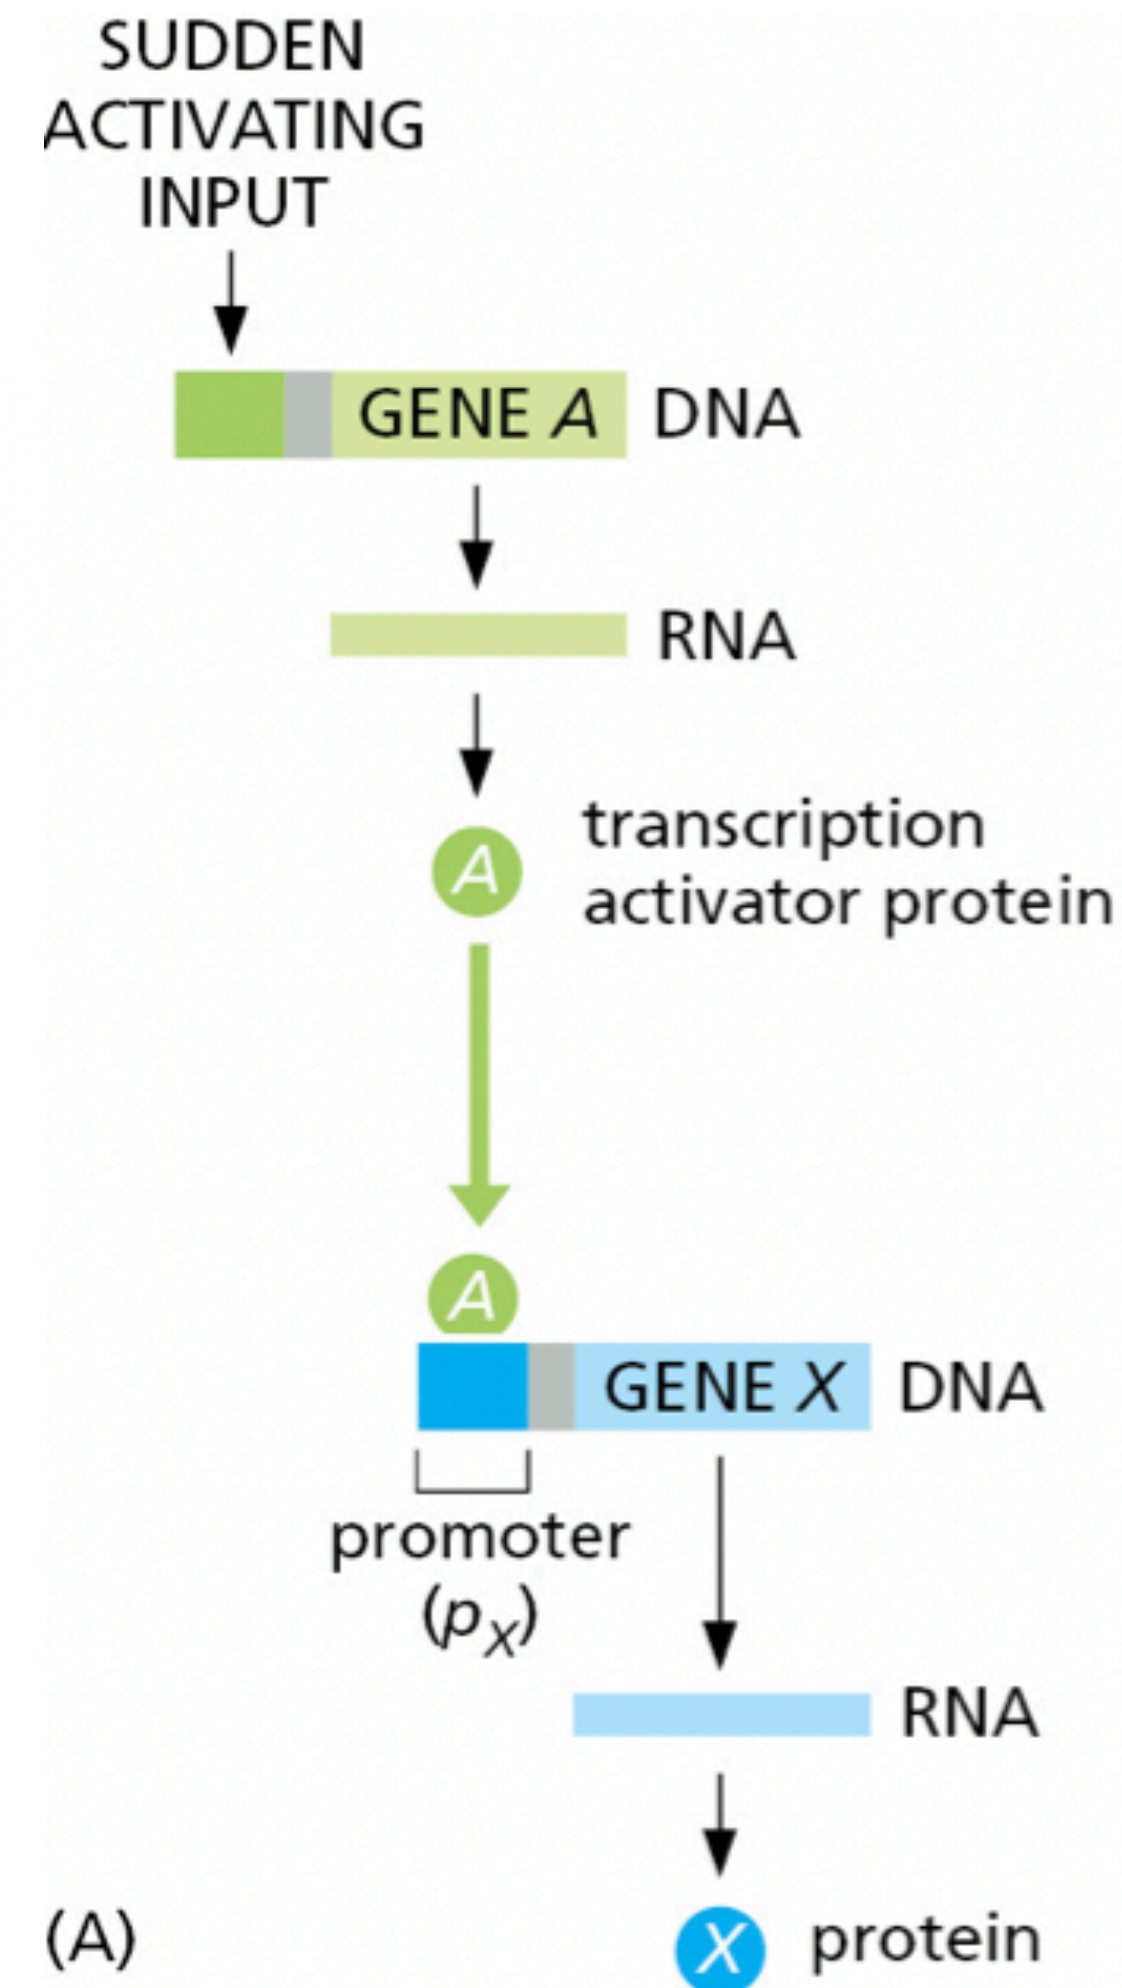 SUDDEN
ACTIVATING
INPUT
GENE A DNA
RNA
A
transcription
activator protein
A
GENE X DNA
promoter
(pX)
RNA
X protein
(A)